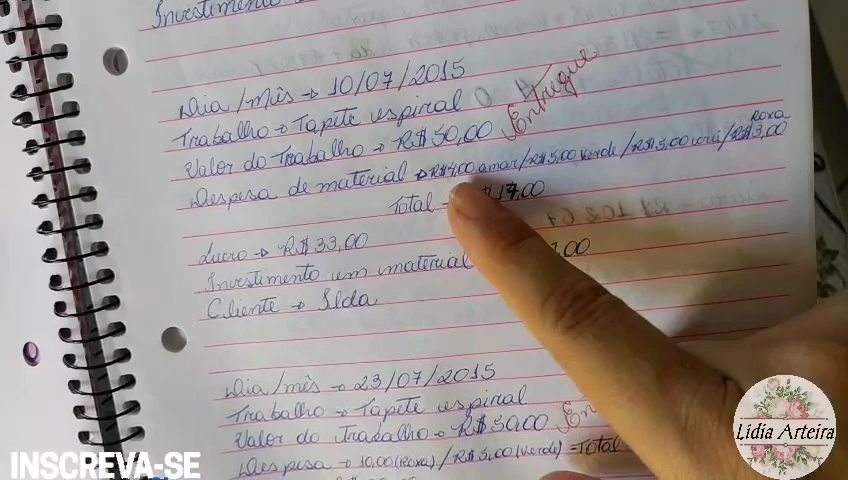 Investimento
Dia/Mês → 10/07/2015
Trabalho → Tapete espiral
Valor do Trabalho → R$50,00 Entregue
Despesa de material → R$4,00 amar/R$5,00 verde/R$5,00 /R$3,00 Roxa
Total → $17,00
Lucro → R$33,00
Investimento em material ,00
Cliente → Ilda
Dia/mês → 23/07/2015
Trabalho → Tapete espiral
Valor do Trabalho → R$50,00
Despesa → 10,00 (Roxa) / R$5,00 (verde) = Total
INSCREVA-SE
Lidia Arteira